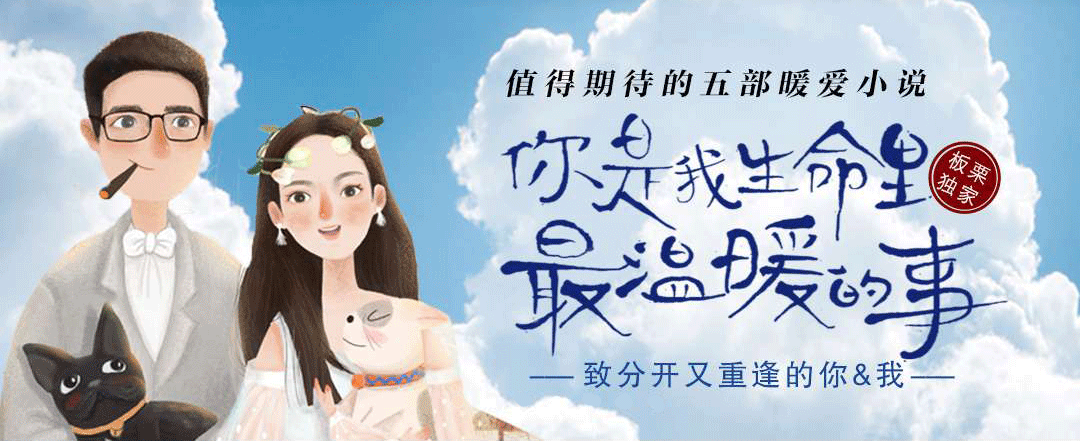 值得期待的五部暖爱小说
你是我生命里
板栗
独家
最温暖的事
致分开又重逢的你&我